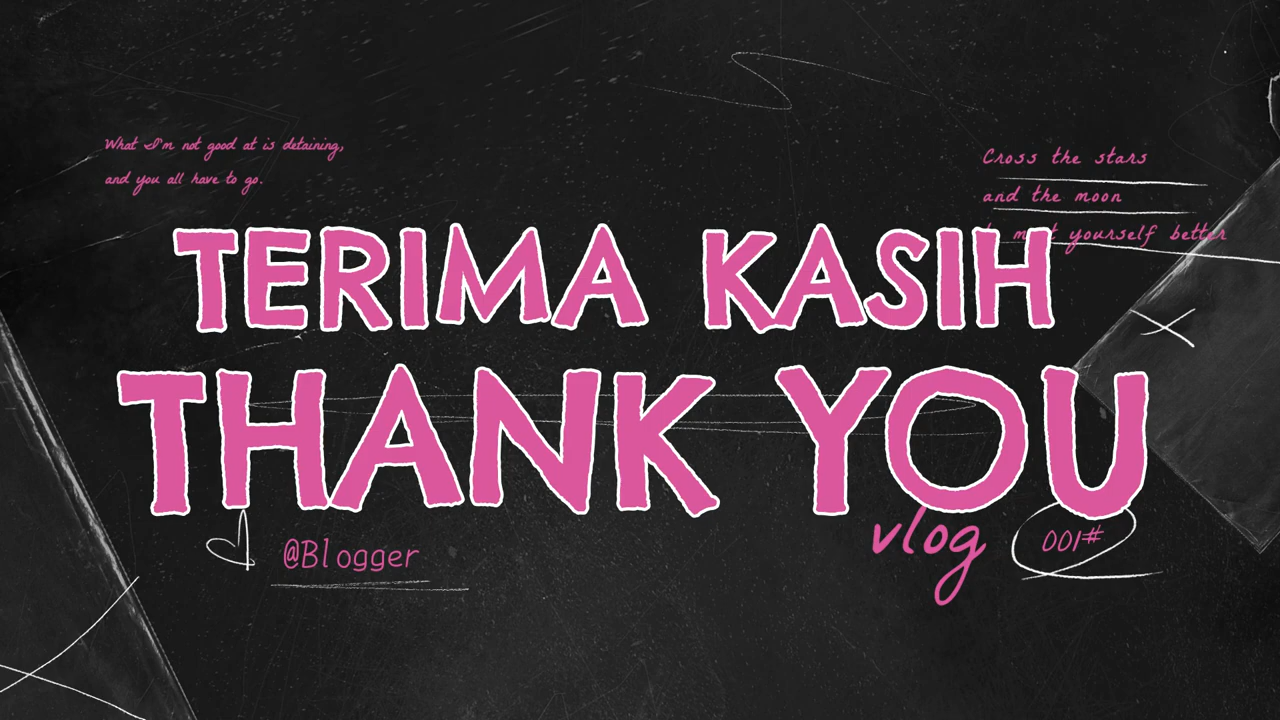 What I'm not good at is detaining,
and you all have to go.
Cross the stars
and the moon
yourself better
TERIMA KASIH
THANK YOU
@Blogger
vlog
001#